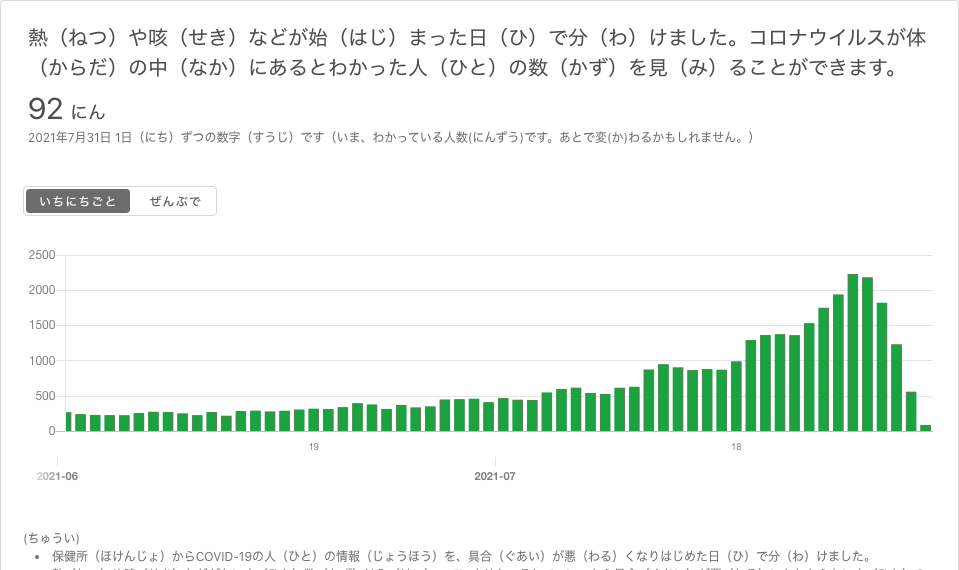 熱（ねつ）や咳（せき）などが始（はじ）まった日（ひ）で分（わ）けました。コロナウイルスが体
（からだ）の中（なか）にあるとわかった人（ひと）の数（かず）を見（み）ることができます。
92 にん
2021年7月31日 1日（にち）ずつの数字（すうじ）です（いま、わかっている人数(にんずう)です。あとで変(か)わるかもしれません。）
いちにちごと ぜんぶで
2500
2000
1500
1000
500
0
19 18
2021-06 2021-07
(ちゅうい)
• 保健所（ほけんじょ）からCOVID-19の人（ひと）の情報（じょうほう）を、具合（ぐあい）が悪（わる）くなりはじめた日（ひ）で分（わ）けました。